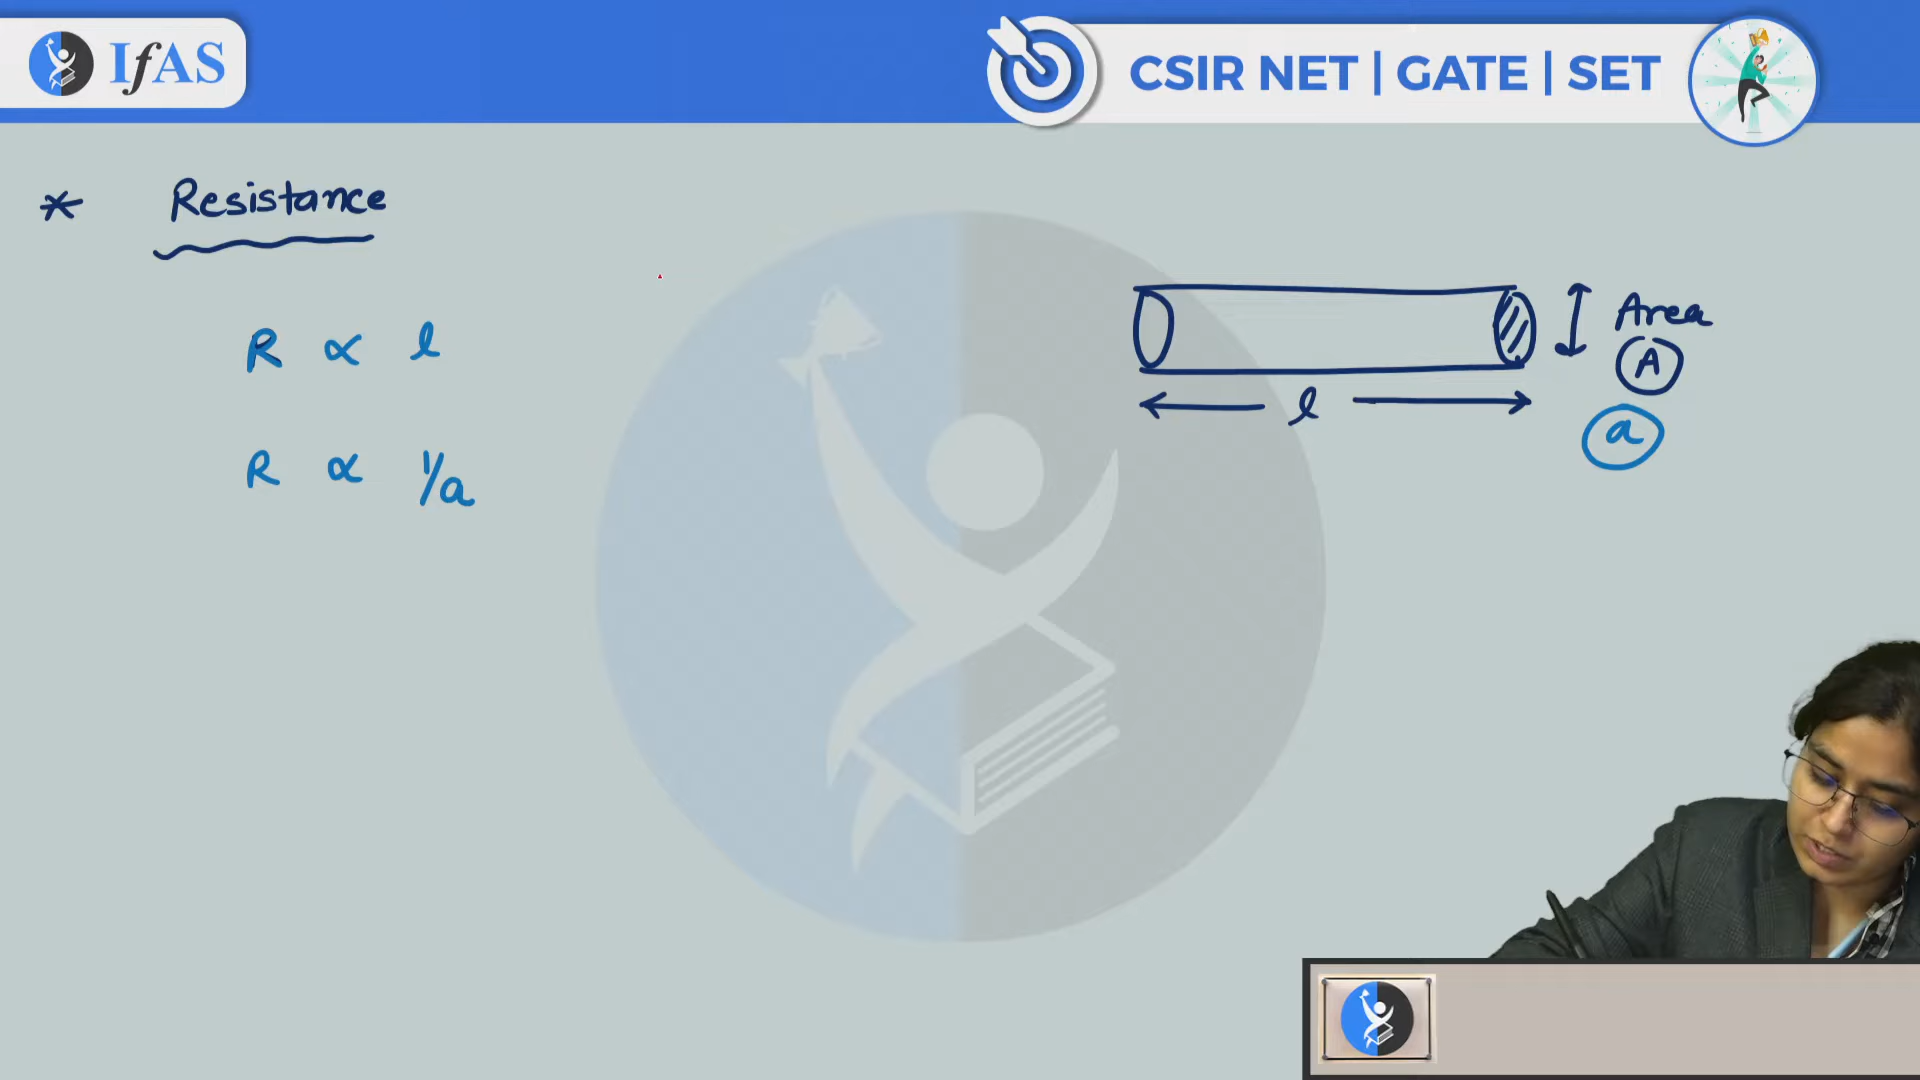 IfAS
CSIR NET | GATE | SET
* Resistance
R ∝ l
R ∝ 1/a
Area
A
a
l